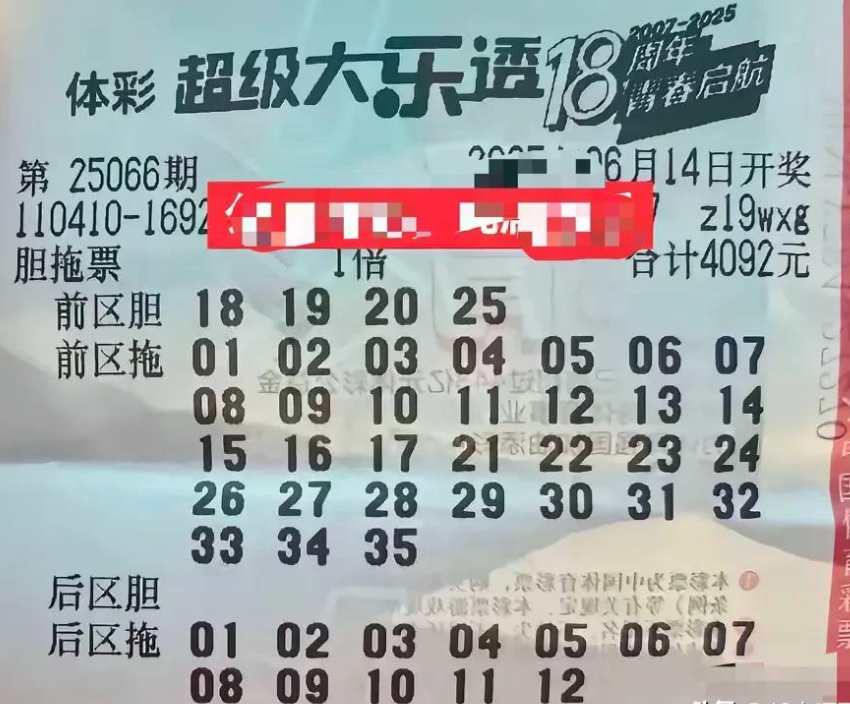 体彩 超级大乐透 18周年 2007-2025 青春启航
第 25066期 06月14日开奖
110410-1692 z19wxg
胆拖票 1倍 合计4092元
前区胆 18 19 20 25
前区拖 01 02 03 04 05 06 07
08 09 10 11 12 13 14
15 16 17 21 22 23 24
26 27 28 29 30 31 32
33 34 35
后区胆
后区拖 01 02 03 04 05 06 07
08 09 10 11 12